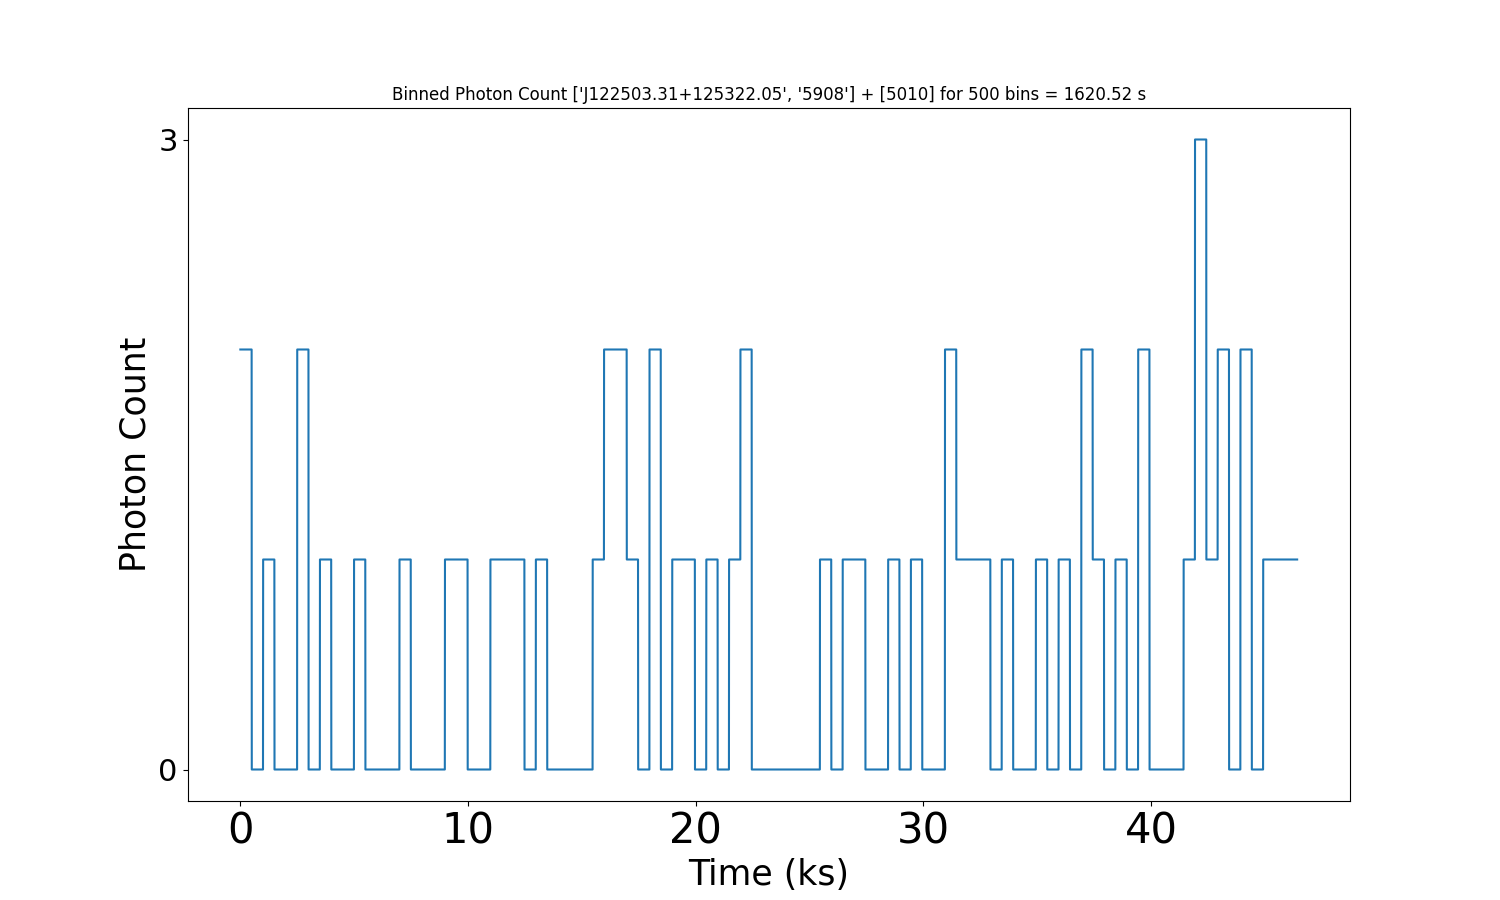 Binned Photon Count ['J122503.31+125322.05', '5908'] + [5010] for 500 bins = 1620.52 s
3
Photon Count
0
0 10 20 30 40
Time (ks)